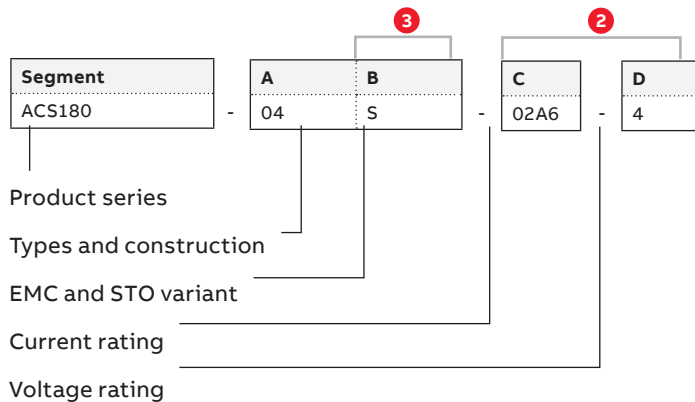 3 2
Segment A B C D
ACS180 - 04 S - 02A6 - 4
Product series
Types and construction
EMC and STO variant
Current rating
Voltage rating